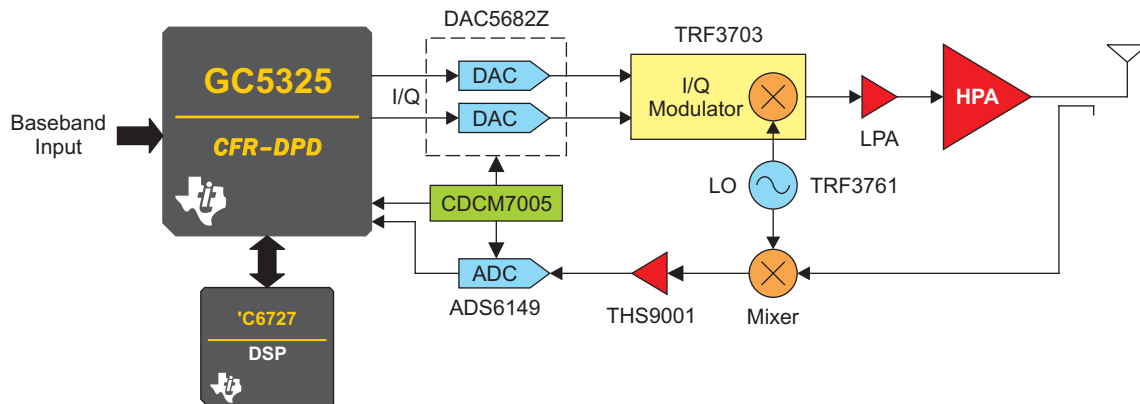 DAC5682Z
TRF3703
GC5325
CFR-DPD
I/Q
DAC
DAC
I/Q
Modulator
LPA
HPA
Baseband
Input
LO
TRF3761
CDCM7005
ADC
ADS6149
THS9001
Mixer
'C6727
DSP